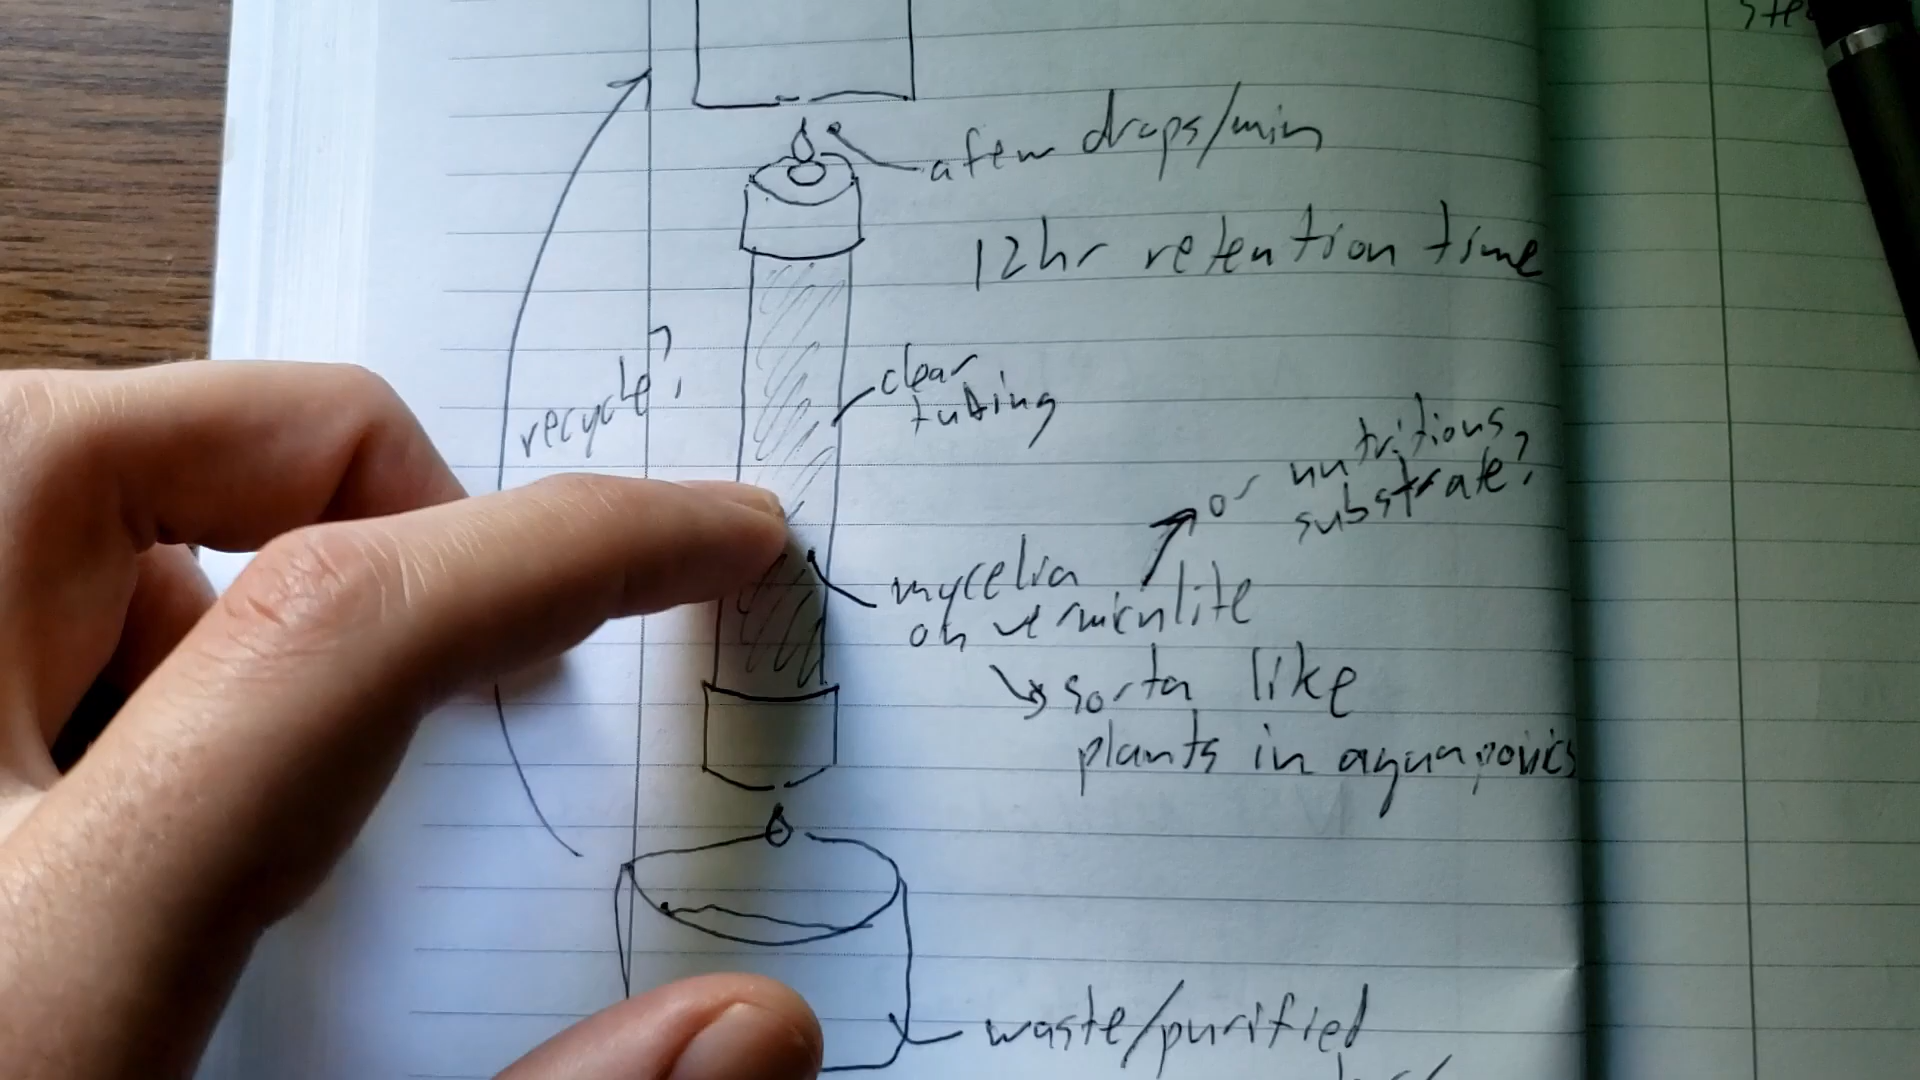 a few drops/min
12hr retention time
recycle?
clear
tubing
or nutritious
substrate?
mycelia
on vermiculite
↳ sorta like
plants in aquaponics
waste/purified